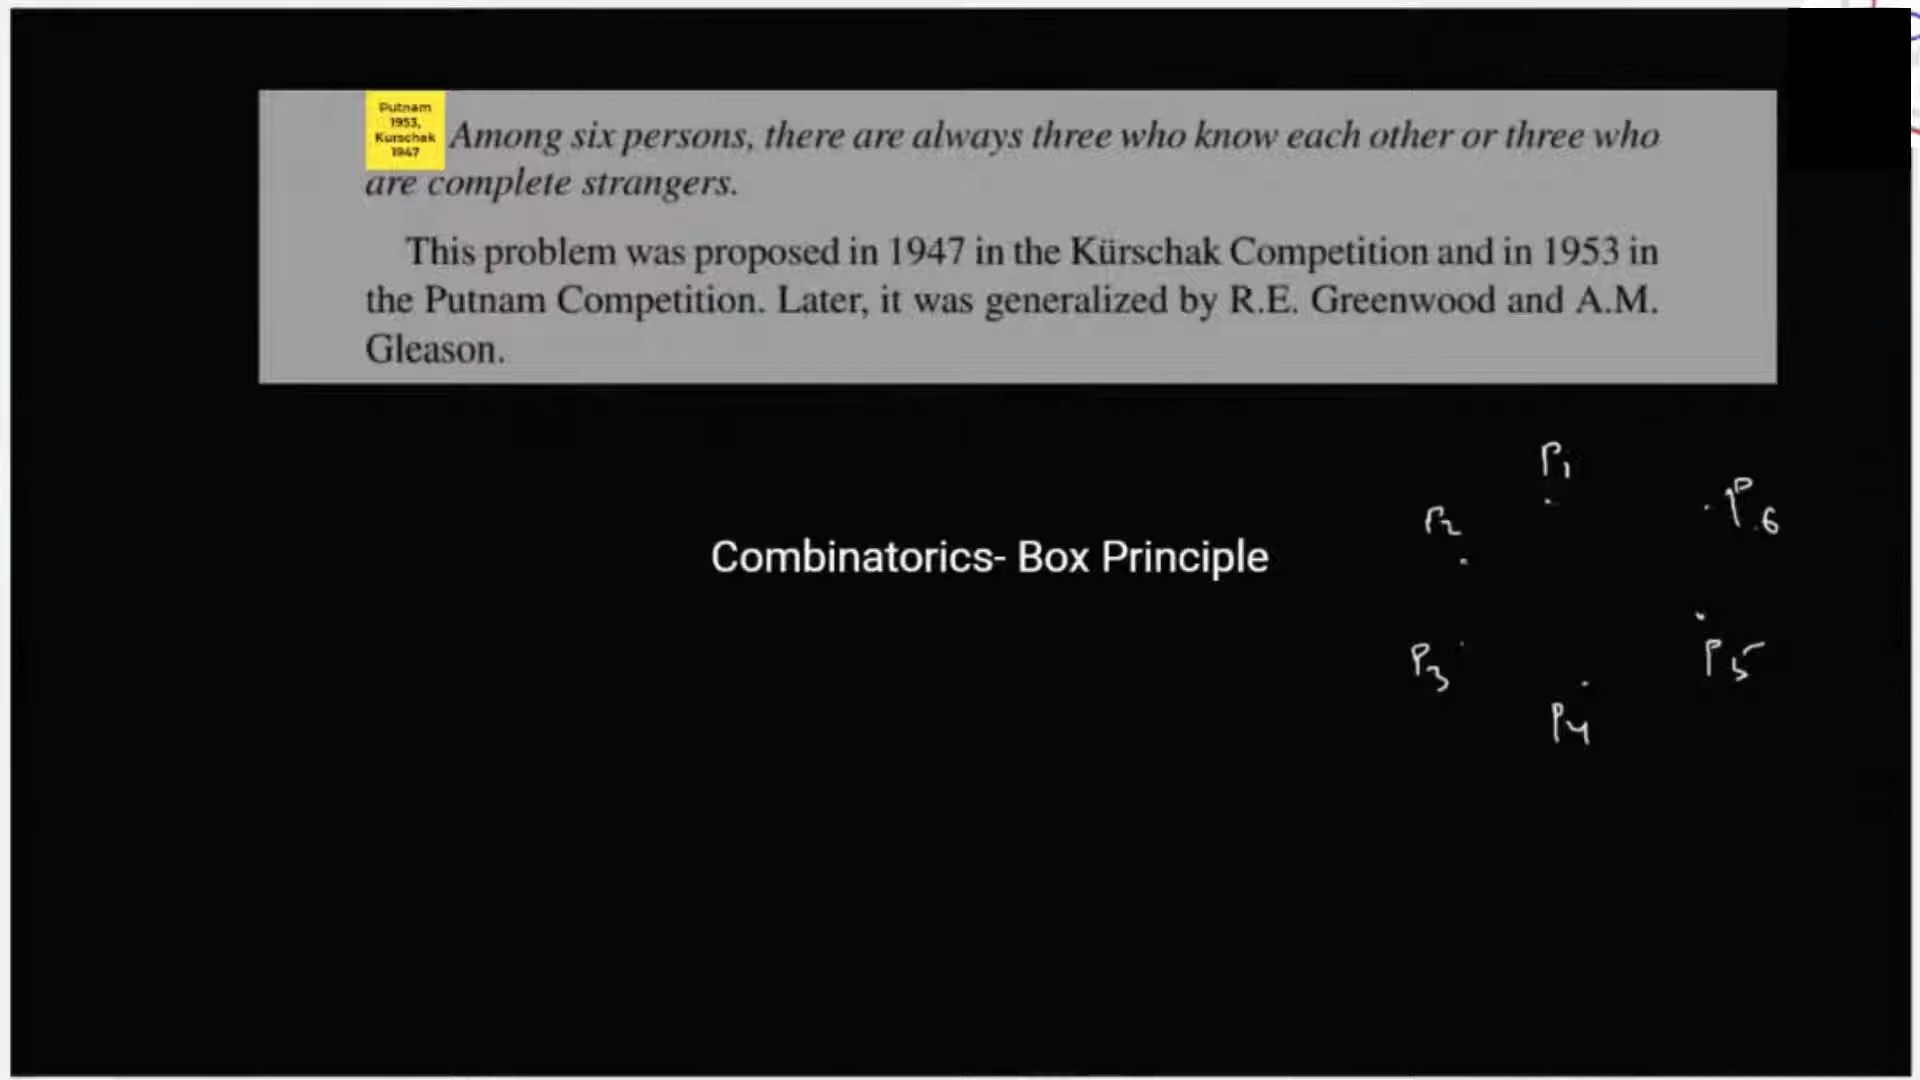 Putnam
1953,
Kurschak
1947
Among six persons, there are always three who know each other or three who
are complete strangers.
This problem was proposed in 1947 in the Kürschak Competition and in 1953 in
the Putnam Competition. Later, it was generalized by R.E. Greenwood and A.M.
Gleason.
P1
P2
P6
Combinatorics- Box Principle
P3
P5
P4